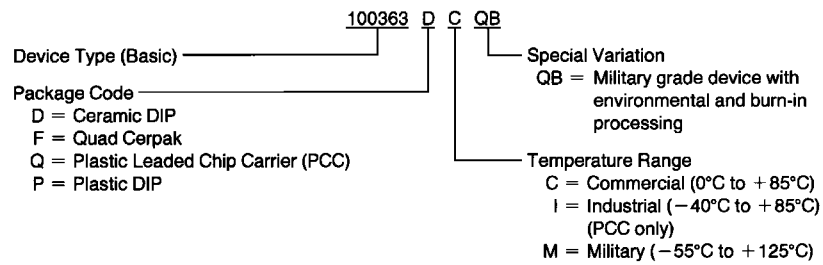 100363 D C QB
Device Type (Basic)
Package Code
D = Ceramic DIP
F = Quad Cerpak
Q = Plastic Leaded Chip Carrier (PCC)
P = Plastic DIP
Special Variation
QB = Military grade device with
environmental and burn-in
processing
Temperature Range
C = Commercial (0°C to +85°C)
I = Industrial (−40°C to +85°C)
(PCC only)
M = Military (−55°C to +125°C)